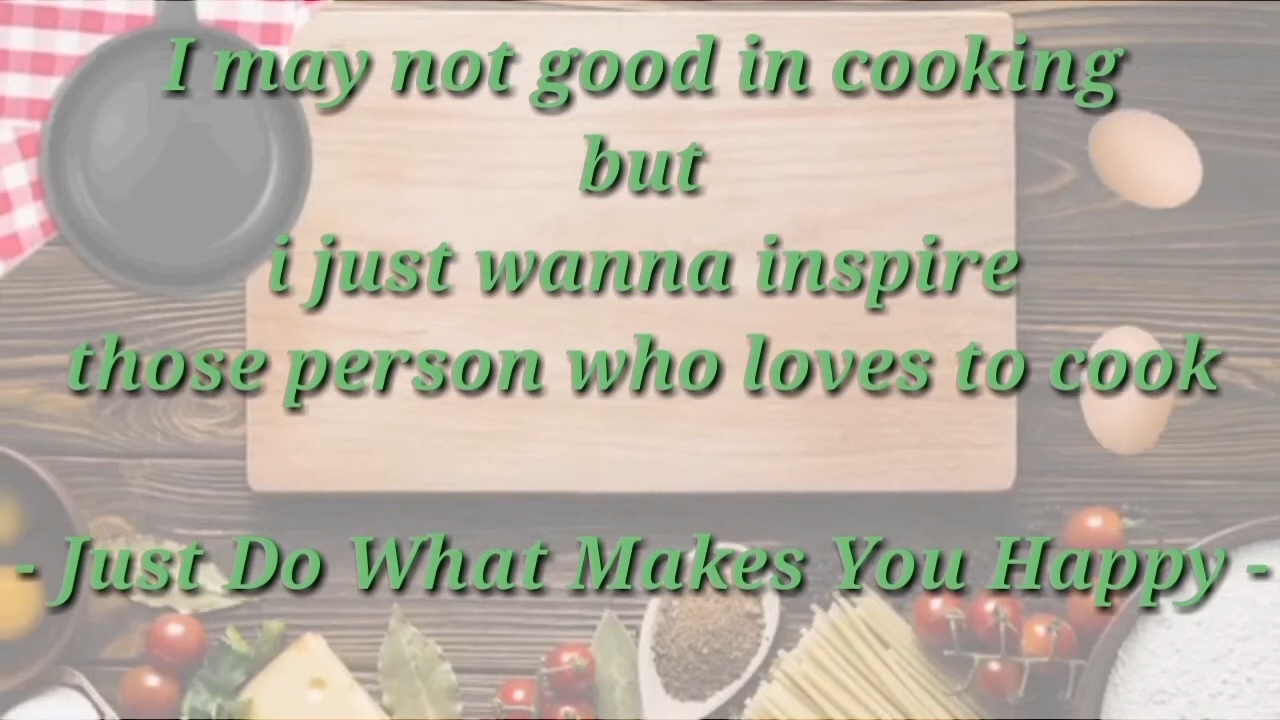 I may not good in cooking
but
i just wanna inspire
those person who loves to cook
- Just Do What Makes You Happy -